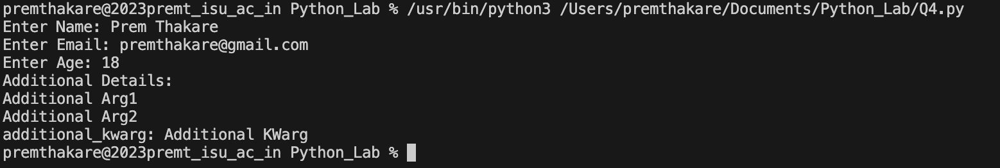 premthakare@2023premt_isu_ac_in Python_Lab % /usr/bin/python3 /Users/premthakare/Documents/Python_Lab/Q4.py
Enter Name: Prem Thakare
Enter Email: premthakare@gmail.com
Enter Age: 18
Additional Details:
Additional Arg1
Additional Arg2
additional_kwarg: Additional KWarg
premthakare@2023premt_isu_ac_in Python_Lab %